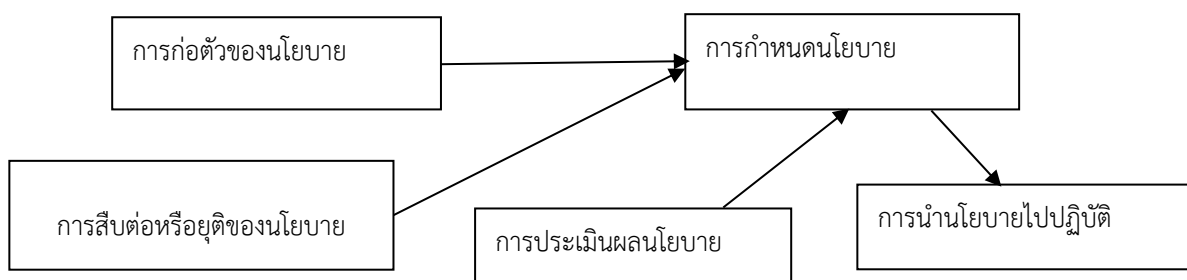 การก่อตัวของนโยบาย
การกำหนดนโยบาย
การสืบต่อหรือยุติของนโยบาย
การประเมินผลนโยบาย
การนำนโยบายไปปฏิบัติ